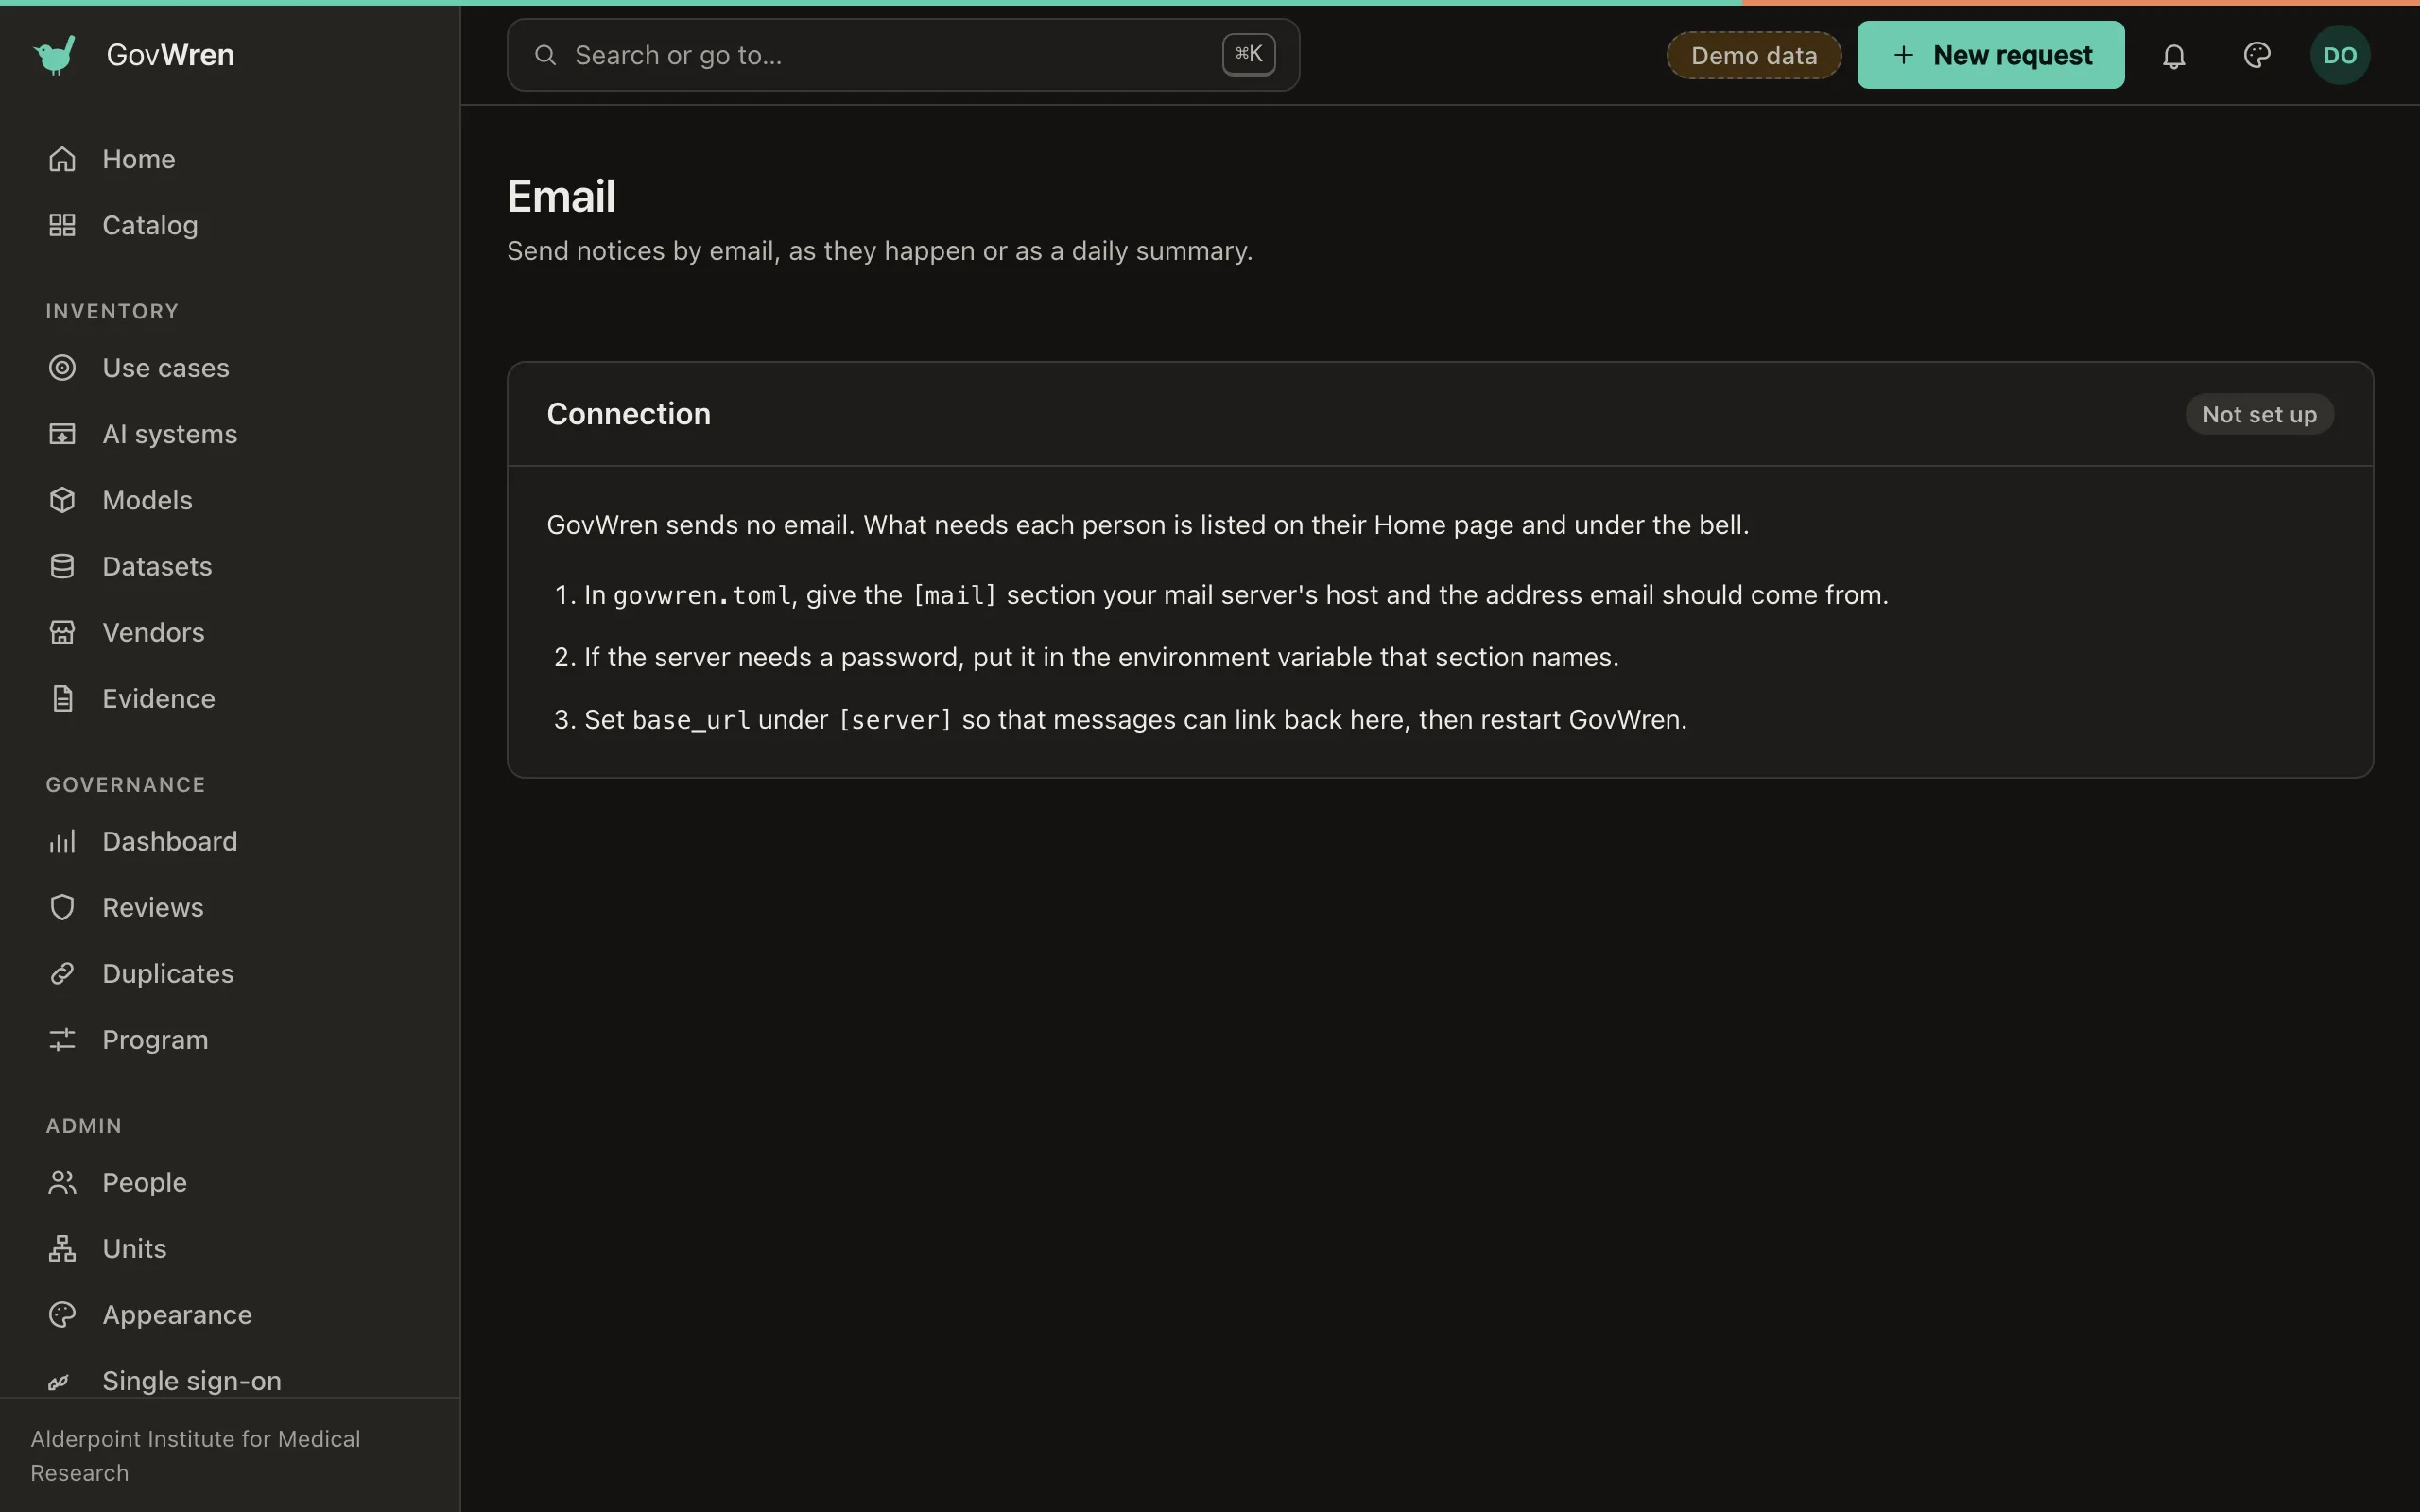 GovWren
Search or go to...
⌘K
Demo data
New request
DO
Home
Catalog
INVENTORY
Use cases
AI systems
Models
Datasets
Vendors
Evidence
GOVERNANCE
Dashboard
Reviews
Duplicates
Program
ADMIN
People
Units
Appearance
Single sign-on
Alderpoint Institute for Medical
Research
Email
Send notices by email, as they happen or as a daily summary.
Connection
Not set up
GovWren sends no email. What needs each person is listed on their Home page and under the bell.
1. In govwren.toml, give the [mail] section your mail server's host and the address email should come from.
2. If the server needs a password, put it in the environment variable that section names.
3. Set base_url under [server] so that messages can link back here, then restart GovWren.